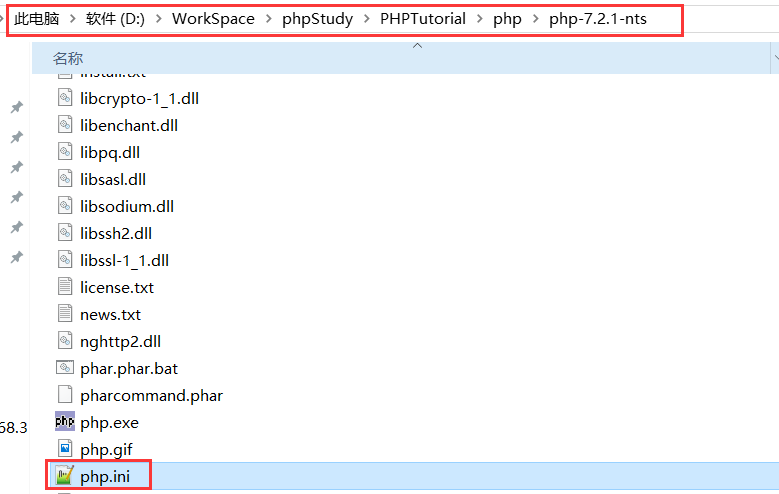 此电脑 > 软件 (D:) > WorkSpace > phpStudy > PHPTutorial > php > php-7.2.1-nts
名称
install.txt
libcrypto-1_1.dll
libenchant.dll
libpq.dll
libsasl.dll
libsodium.dll
libssh2.dll
libssl-1_1.dll
license.txt
news.txt
nghttp2.dll
phar.phar.bat
pharcommand.phar
68.3
php php.exe
php.gif
php.ini